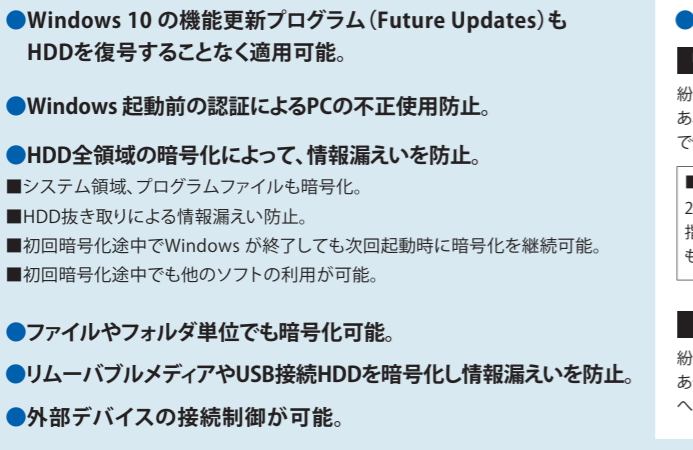 ●Windows 10 の機能更新プログラム（Future Updates）も
HDDを復号することなく適用可能。
●Windows 起動前の認証によるPCの不正使用防止。
●HDD全領域の暗号化によって、情報漏えいを防止。
■システム領域、プログラムファイルも暗号化。
■HDD抜き取りによる情報漏えい防止。
■初回暗号化途中でWindows が終了しても次回起動時に暗号化を継続可能。
■初回暗号化途中でも他のソフトの利用が可能。
●ファイルやフォルダ単位でも暗号化可能。
●リムーバブルメディアやUSB接続HDDを暗号化し情報漏えいを防止。
●外部デバイスの接続制御が可能。
●
紛
あ
で
■
2
も
紛
あ
へ